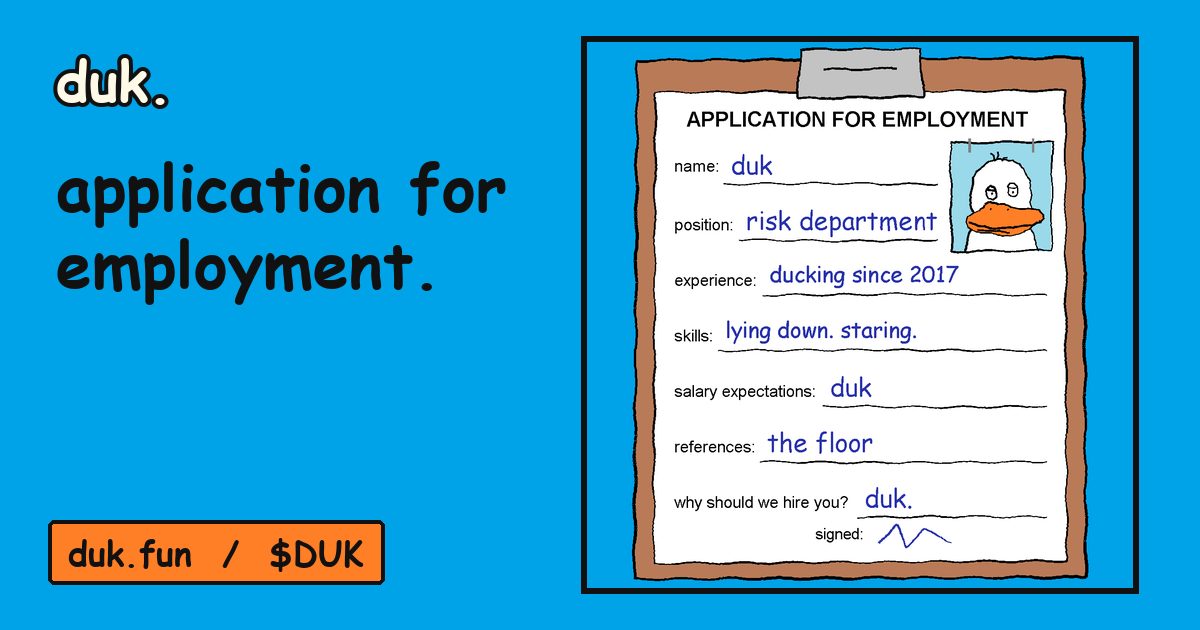 duk.
application for
employment.
duk.fun / $DUK
APPLICATION FOR EMPLOYMENT
name: duk
position: risk department
experience: ducking since 2017
skills: lying down. staring.
salary expectations: duk
references: the floor
why should we hire you? duk.
signed: